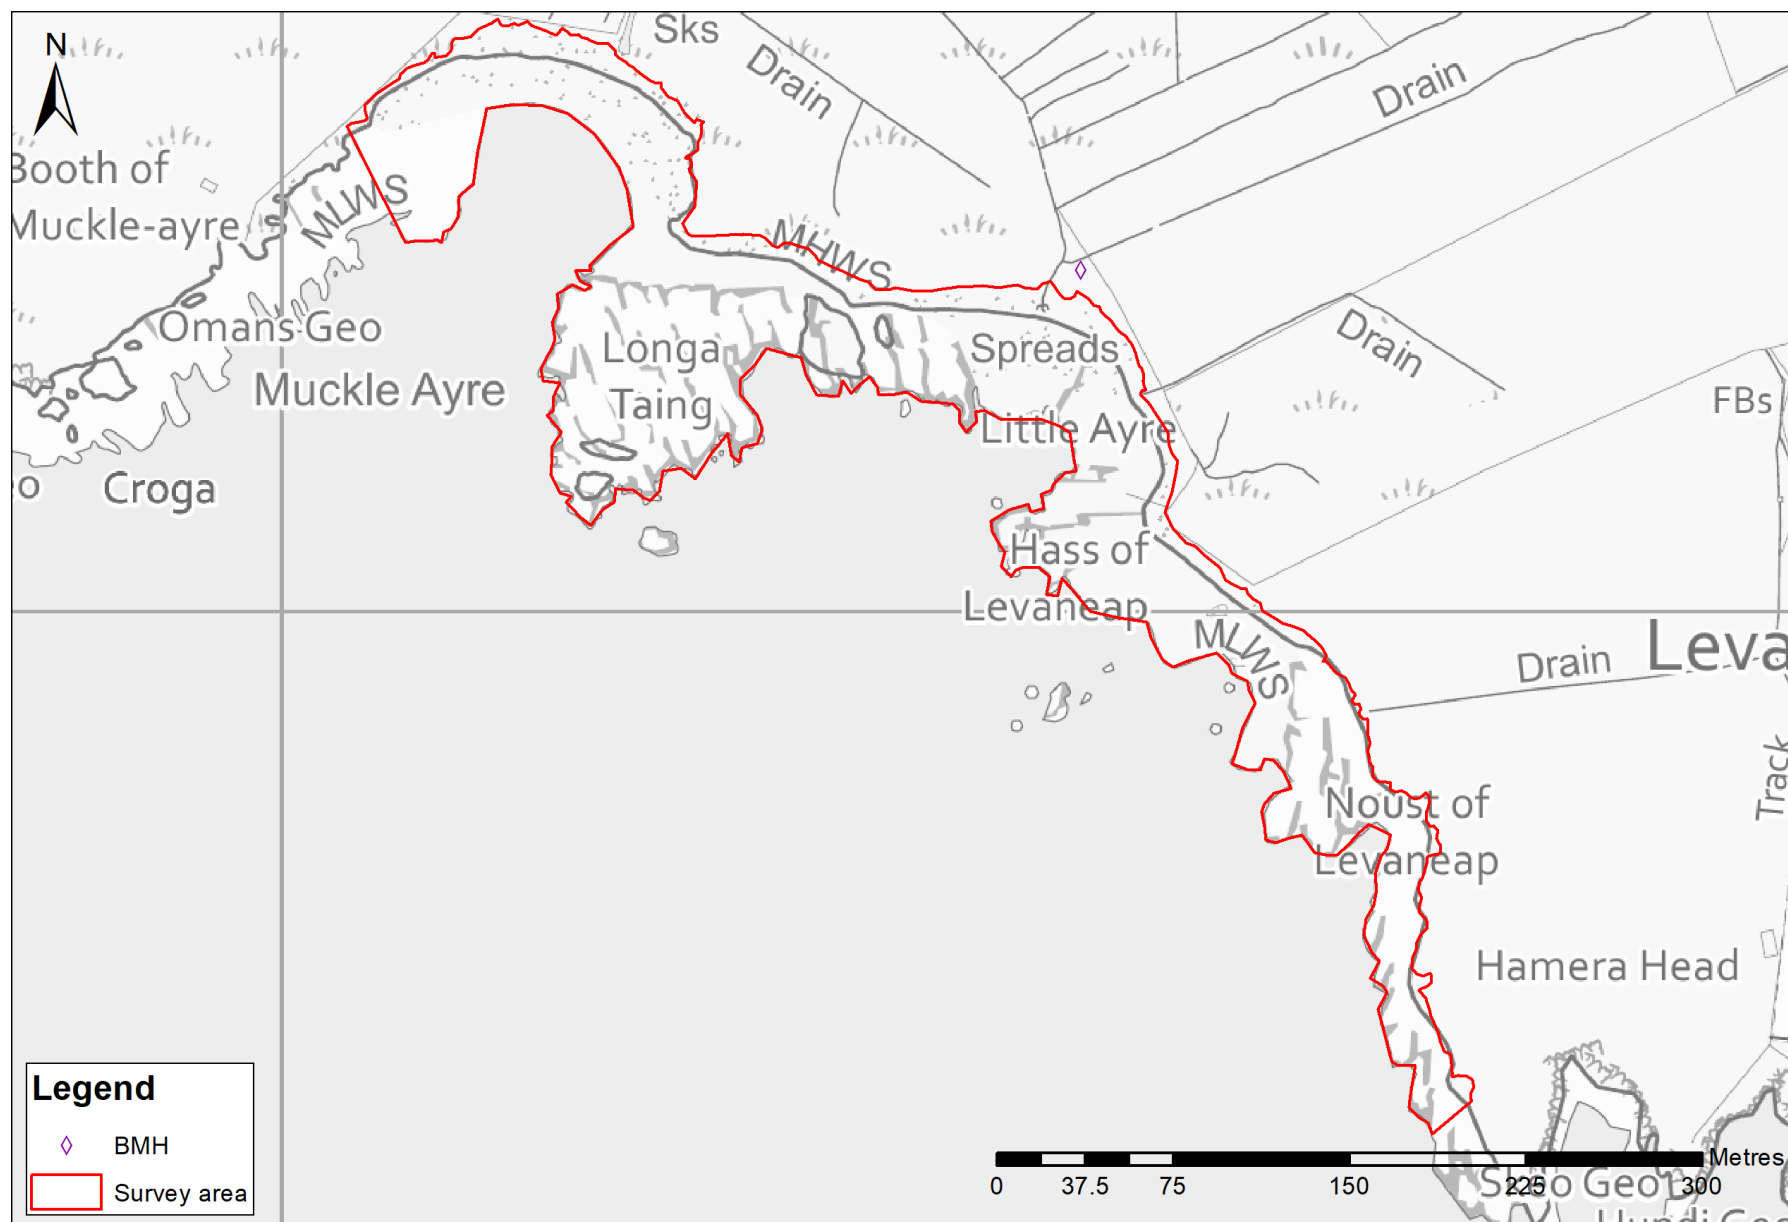 N
Sks
Drain
Drain
Booth of
Muckle-ayre
MLWS
MHWS
Omans Geo
Muckle Ayre
Longa
Taing
Spreads
Drain
FBs
Little Ayre
Croga
Hass of
Levaneap
MLWS
Drain
Leva
Track
Noust of
Levaneap
Hamera Head
Legend
BMH
Survey area
Metres
0 37.5 75 150 225 300
Geo